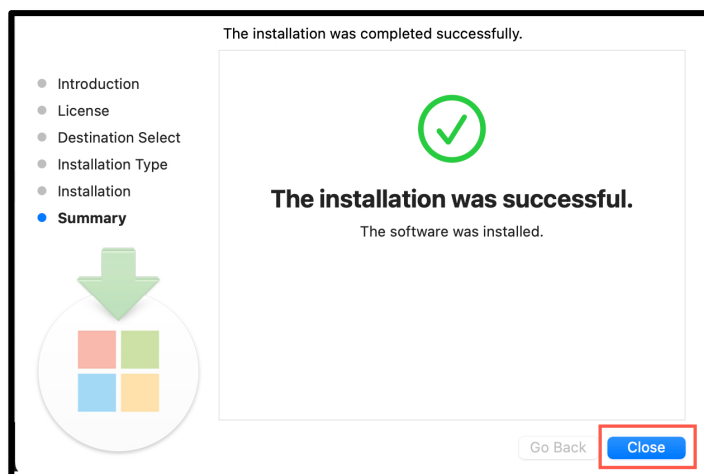 The installation was completed successfully.
Introduction
License
Destination Select
Installation Type
Installation
Summary
The installation was successful.
The software was installed.
Go Back
Close